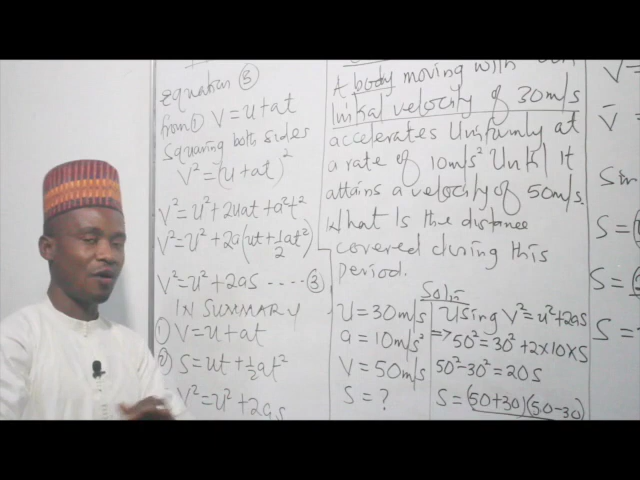 equation ③
from ① V = u + at
Squaring both sides
V² = (u + at)²
V² = u² + 2uat + a²t²
V² = u² + 2a(ut + ½at²)
V² = u² + 2as ..... ③
IN SUMMARY
① V = u + at
② S = ut + ½at²
V² = u² + 2as
A body moving with
Initial velocity of 30m/s
accelerates Uniformly at
a rate of 10m/s² Until It
attains a velocity of 50m/s.
What Is the distance
covered during this
period.
Soln
U = 30m/s
a = 10m/s²
V = 50m/s
S = ?
Using V² = u² + 2as
⇒ 50² = 30² + 2×10×S
50² - 30² = 20S
S = (50+30)(50-30)
V =
V̄ =
S =
S =
S =